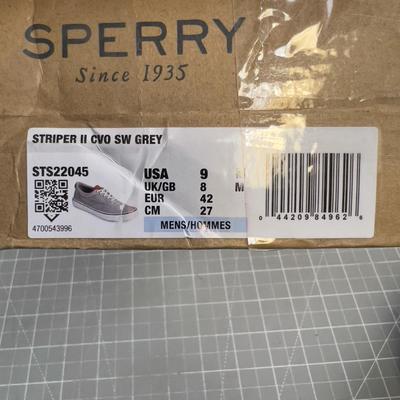 SPERRY
Since 1935
STRIPER II CVO SW GREY
STS22045
USA 9
UK/GB 8 M
EUR 42
CM 27
MENS/HOMMES
4700543996
0 44209 84962 6